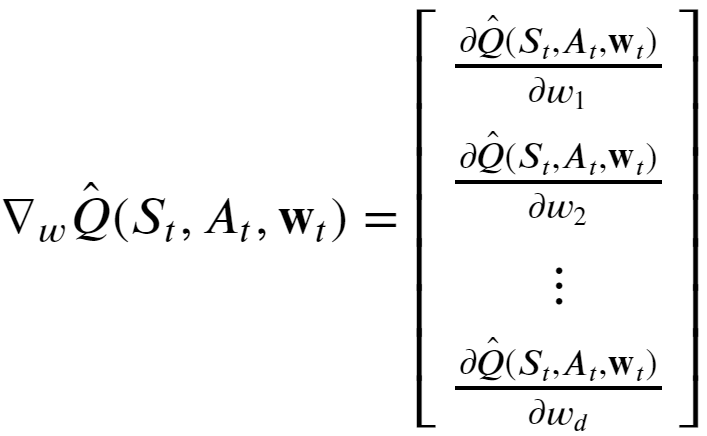 ∇_w Q̂(S_t, A_t, 𝐰_t) = [ ∂Q̂(S_t,A_t,𝐰_t) / ∂w_1
∂Q̂(S_t,A_t,𝐰_t) / ∂w_2
⋮
∂Q̂(S_t,A_t,𝐰_t) / ∂w_d ]